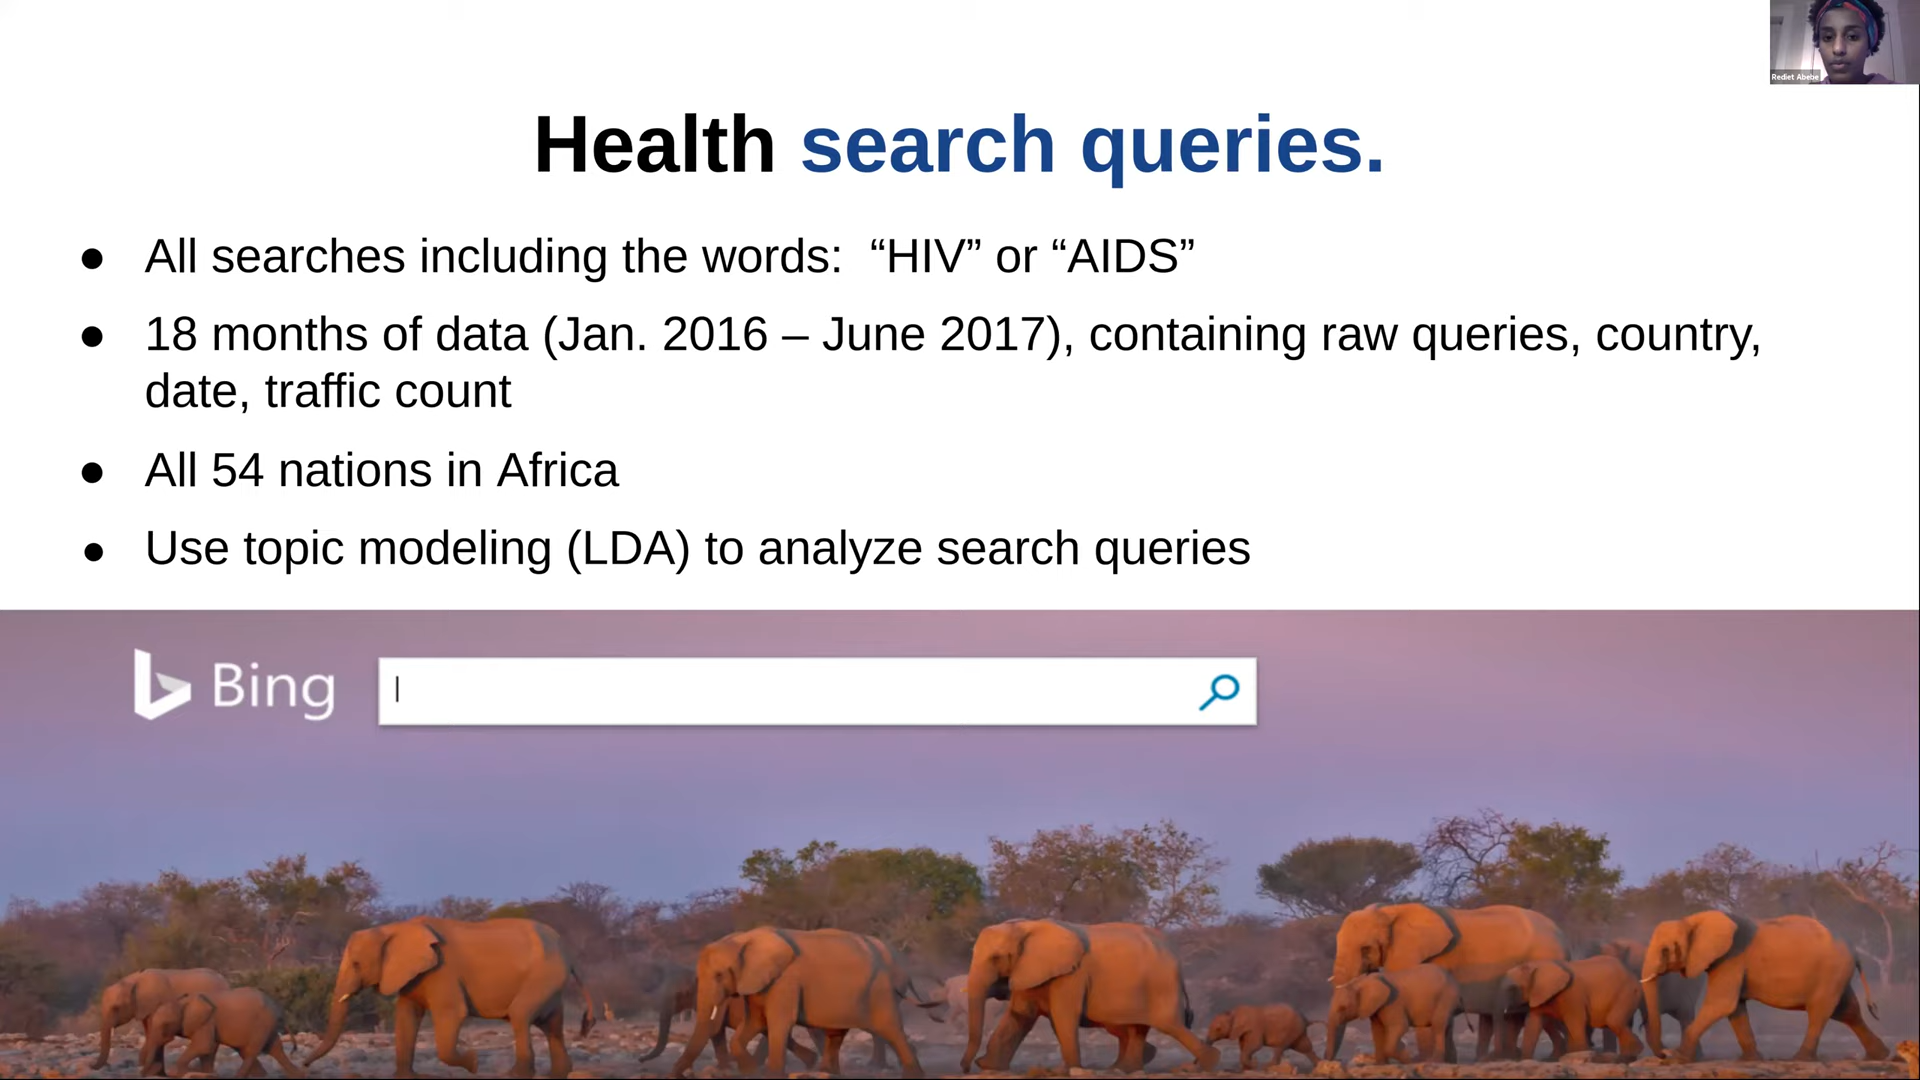 Rediet Abebe
Health search queries.
● All searches including the words:  “HIV” or “AIDS”
● 18 months of data (Jan. 2016 – June 2017), containing raw queries, country,
date, traffic count
● All 54 nations in Africa
● Use topic modeling (LDA) to analyze search queries
Bing